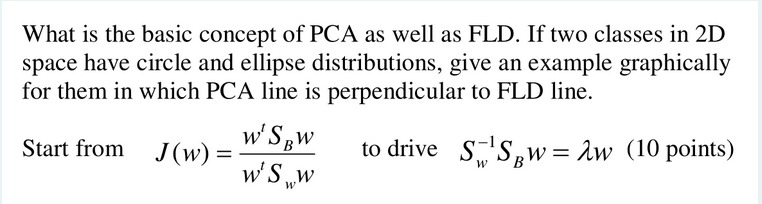 What is the basic concept of PCA as well as FLD. If two classes in 2D
space have circle and ellipse distributions, give an example graphically
for them in which PCA line is perpendicular to FLD line.
Start from J(w) = \frac{w^t S_B w}{w^t S_w w} to drive S_w^{-1} S_B w = λw (10 points)